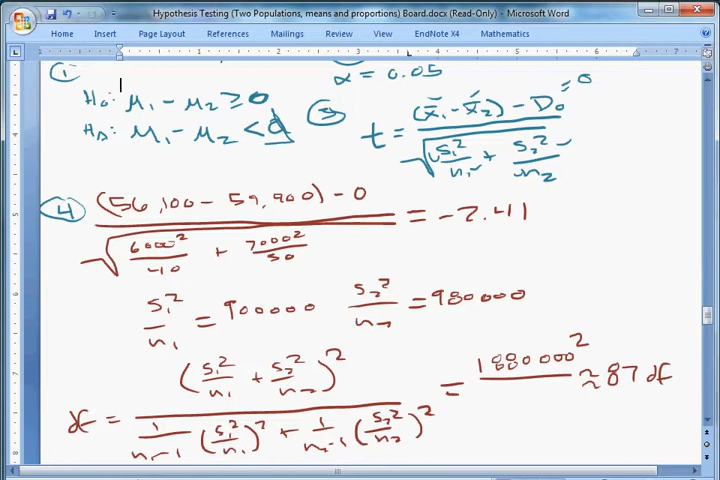 Hypothesis Testing (Two Populations, means and proportions) Board.docx (Read-Only) - Microsoft Word
Home Insert Page Layout References Mailings Review View EndNote X4 Mathematics
① α = 0.05
H₀: μ₁ - μ₂ ≥ 0
Hₐ: μ₁ - μ₂ < 0
③ t = ((x̄₁ - x̄₂) - D₀) / √(s₁²/n₁ + s₂²/n₂) = 0
④ ((56,100 - 59,900) - 0) / √(6000²/40 + 7000²/50) = -2.41
s₁²/n₁ = 900000 s₂²/n₂ = 980000
df = (s₁²/n₁ + s₂²/n₂)² / (1/(n₁-1) (s₁²/n₁)² + 1/(n₂-1) (s₂²/n₂)²) = 1880000² / ≈ 87 df